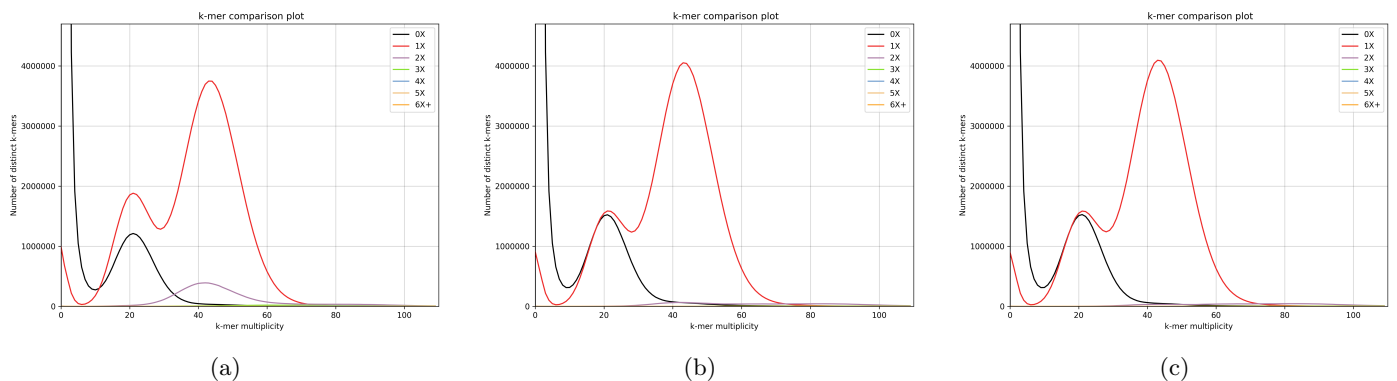 k-mer comparison plot
Number of distinct k-mers
4000000
3000000
2000000
1000000
0
0 20 40 60 80 100
k-mer multiplicity
0X
1X
2X
3X
4X
5X
6X+
(a)
k-mer comparison plot
Number of distinct k-mers
4000000
3000000
2000000
1000000
0
0 20 40 60 80 100
k-mer multiplicity
0X
1X
2X
3X
4X
5X
6X+
(b)
k-mer comparison plot
Number of distinct k-mers
4000000
3000000
2000000
1000000
0
0 20 40 60 80 100
k-mer multiplicity
0X
1X
2X
3X
4X
5X
6X+
(c)